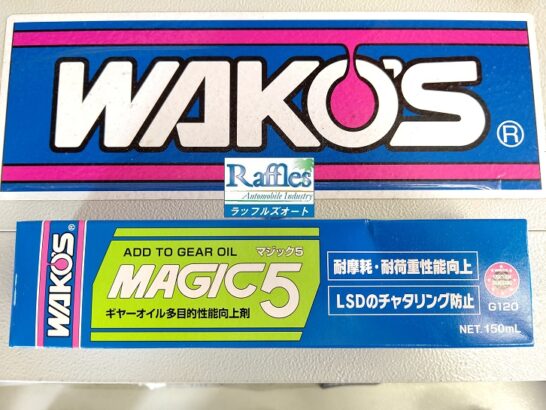 WAKO'S®
Raffles
Automobile Industry
ラッフルズオート
WAKO'S®
ADD TO GEAR OIL マジック5
MAGIC5
ギヤーオイル多目的性能向上剤
耐摩耗・耐荷重性能向上
LSDのチャタリング防止
G120
NET. 150mL